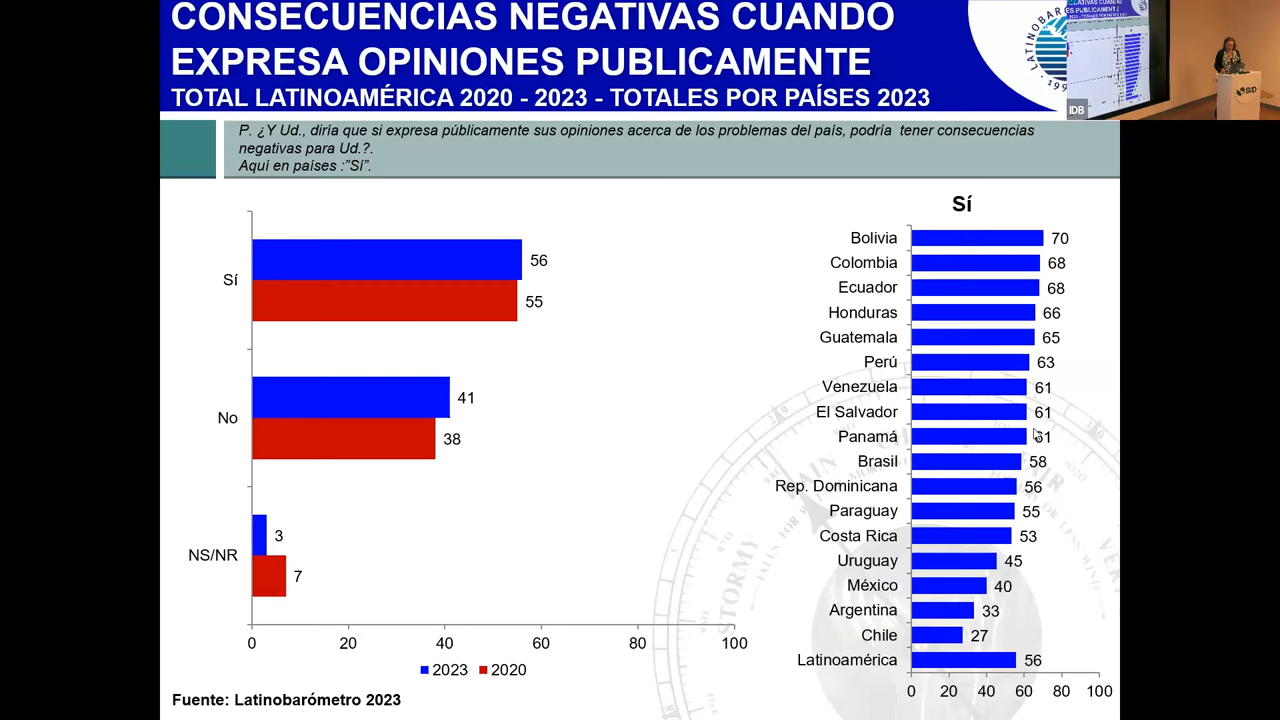 CONSECUENCIAS NEGATIVAS CUANDO
EXPRESA OPINIONES PUBLICAMENTE
TOTAL LATINOAMÉRICA 2020 - 2023 - TOTALES POR PAÍSES 2023
LATINOBAR
199
IDB
BID
P. ¿Y Ud., diría que si expresa públicamente sus opiniones acerca de los problemas del país, podría tener consecuencias
negativas para Ud.?.
Aquí en países :"Sí".
Sí 56
55
No 41
38
NS/NR 3
7
0 20 40 60 80 100
2023 2020
Sí
Bolivia 70
Colombia 68
Ecuador 68
Honduras 66
Guatemala 65
Perú 63
Venezuela 61
El Salvador 61
Panamá 61
Brasil 58
Rep. Dominicana 56
Paraguay 55
Costa Rica 53
Uruguay 45
México 40
Argentina 33
Chile 27
Latinoamérica 56
0 20 40 60 80 100
STORMY
Fuente: Latinobarómetro 2023